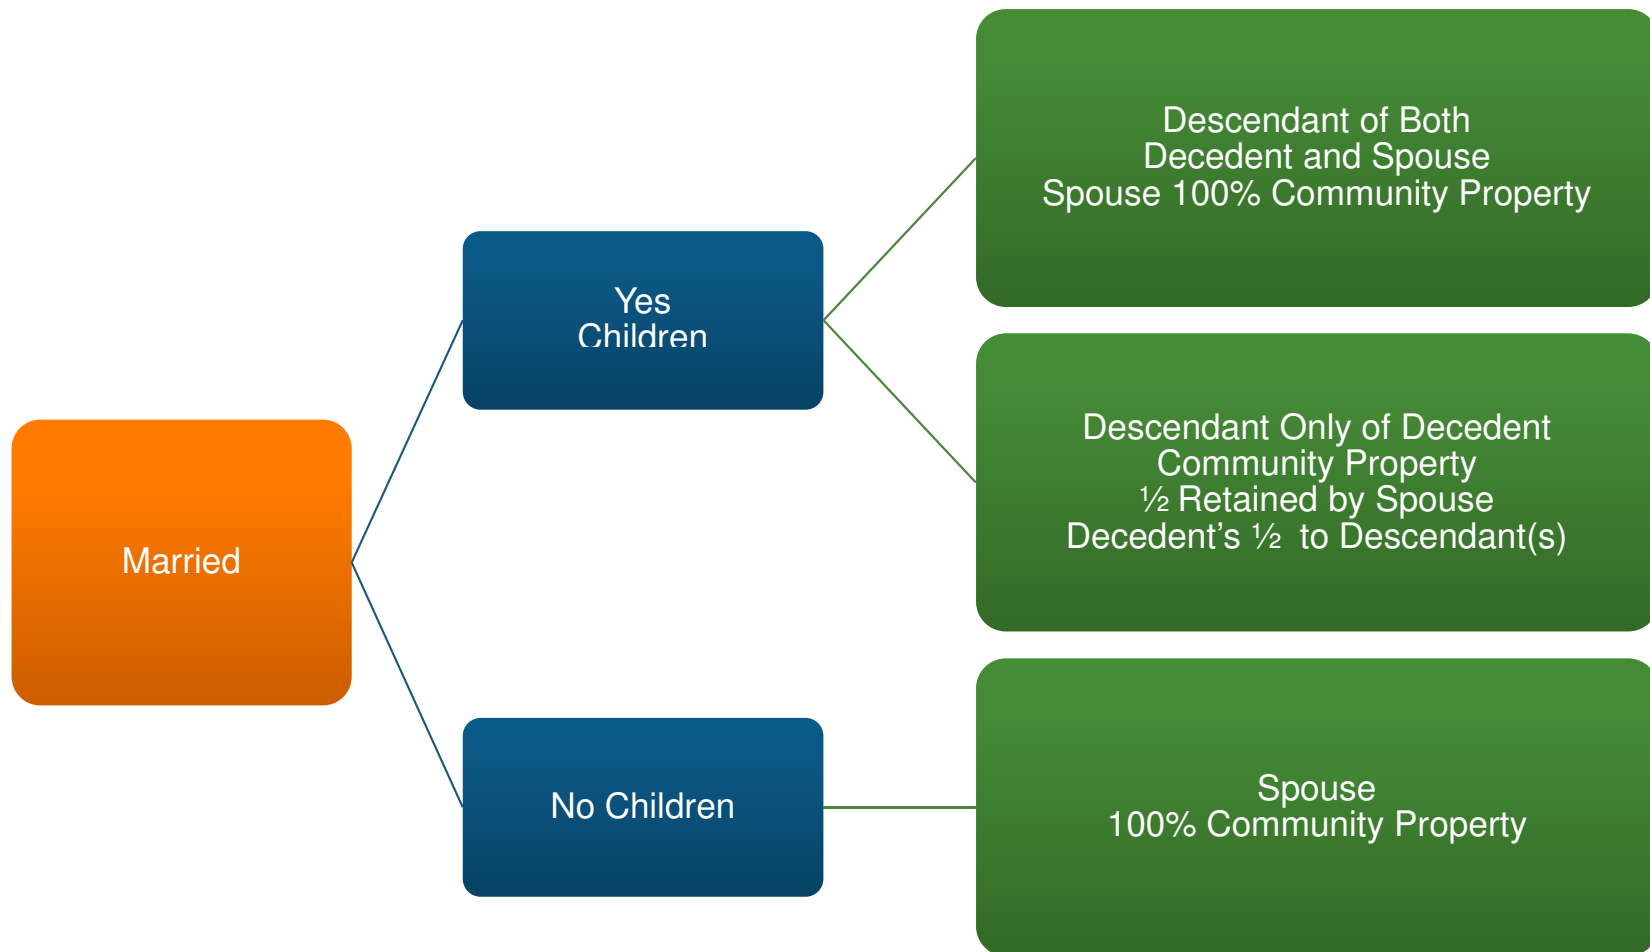 Married
Yes
Children
No Children
Descendant of Both
Decedent and Spouse
Spouse 100% Community Property
Descendant Only of Decedent
Community Property
½ Retained by Spouse
Decedent’s ½  to Descendant(s)
Spouse
100% Community Property